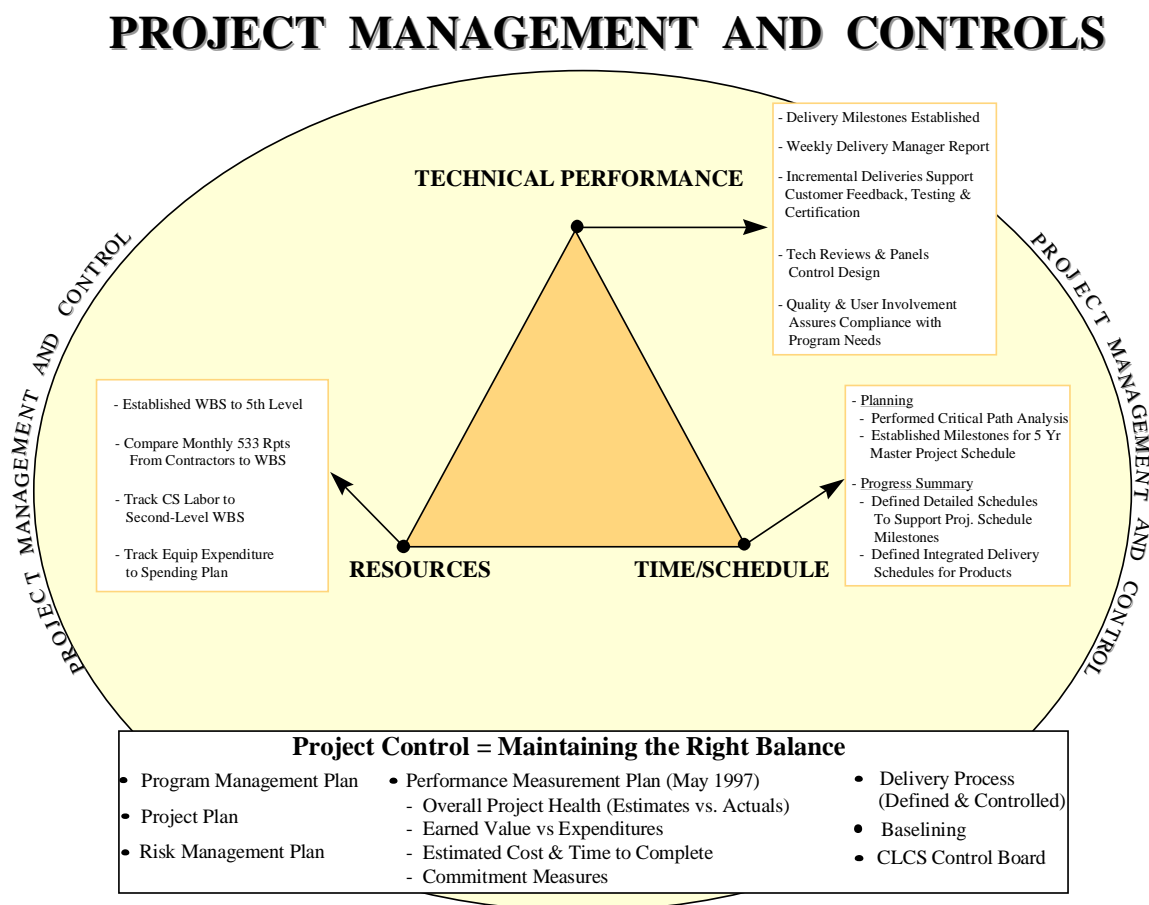 PROJECT MANAGEMENT AND CONTROLS
- Delivery Milestones Established
- Weekly Delivery Manager Report
- Incremental Deliveries Support
Customer Feedback, Testing &
Certification
- Tech Reviews & Panels
Control Design
- Quality & User Involvement
Assures Compliance with
Program Needs
TECHNICAL PERFORMANCE
PROJECT MANAGEMENT AND CONTROL
PROJECT MANAGEMENT AND CONTROL
- Established WBS to 5th Level
- Compare Monthly 533 Rpts
From Contractors to WBS
- Track CS Labor to
Second-Level WBS
- Track Equip Expenditure
to Spending Plan
- Planning
- Performed Critical Path Analysis
- Established Milestones for 5 Yr
Master Project Schedule
- Progress Summary
- Defined Detailed Schedules
To Support Proj. Schedule
Milestones
- Defined Integrated Delivery
Schedules for Products
RESOURCES
TIME/SCHEDULE
Project Control = Maintaining the Right Balance
• Program Management Plan
• Project Plan
• Risk Management Plan
• Performance Measurement Plan (May 1997)
- Overall Project Health (Estimates vs. Actuals)
- Earned Value vs Expenditures
- Estimated Cost & Time to Complete
- Commitment Measures
• Delivery Process
(Defined & Controlled)
• Baselining
• CLCS Control Board